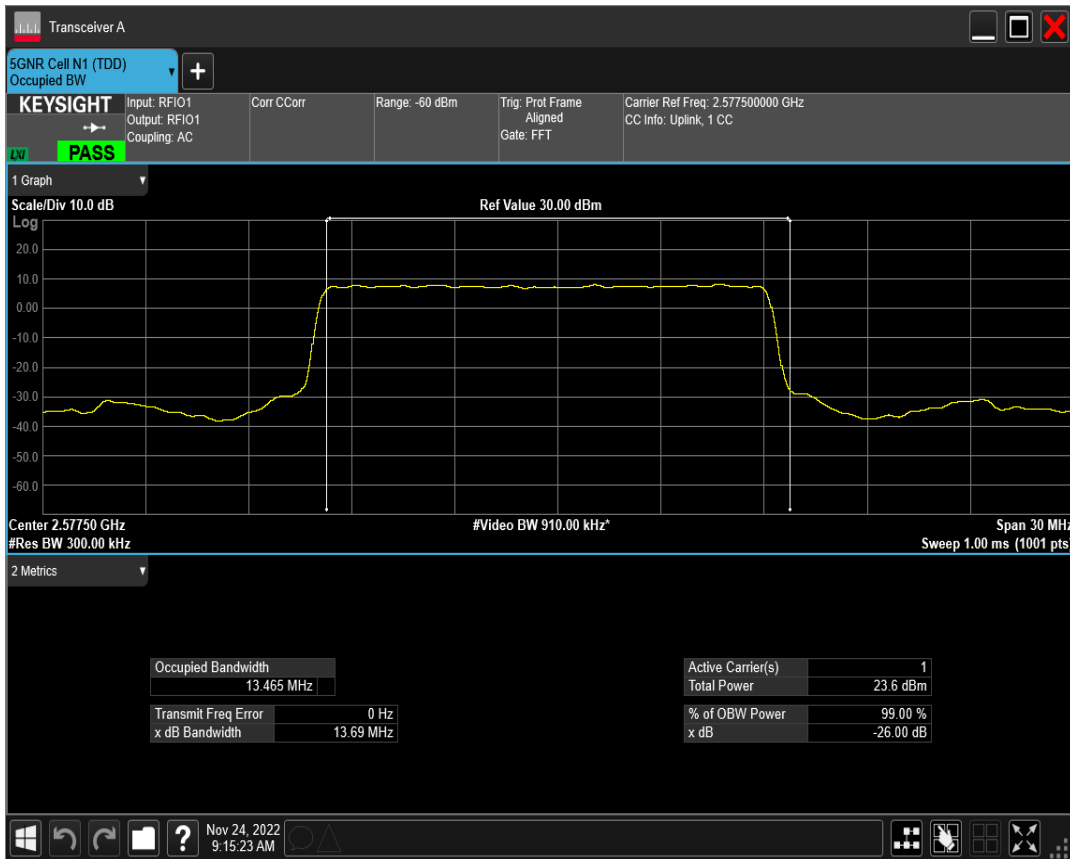 Transceiver A
5GNR Cell N1 (TDD)
Occupied BW
+
KEYSIGHT
LXI
PASS
Input: RFIO1
Output: RFIO1
Coupling: AC
Corr CCorr
Range: -60 dBm
Trig: Prot Frame
Aligned
Gate: FFT
Carrier Ref Freq: 2.577500000 GHz
CC Info: Uplink, 1 CC
1 Graph
Scale/Div 10.0 dB
Ref Value 30.00 dBm
Log
20.0
10.0
0.00
-10.0
-20.0
-30.0
-40.0
-50.0
-60.0
Center 2.57750 GHz
#Video BW 910.00 kHz*
Span 30 MHz
#Res BW 300.00 kHz
Sweep 1.00 ms (1001 pts)
2 Metrics
Occupied Bandwidth
13.465 MHz
Transmit Freq Error 0 Hz
x dB Bandwidth 13.69 MHz
Active Carrier(s) 1
Total Power 23.6 dBm
% of OBW Power 99.00 %
x dB -26.00 dB
?
Nov 24, 2022
9:15:23 AM